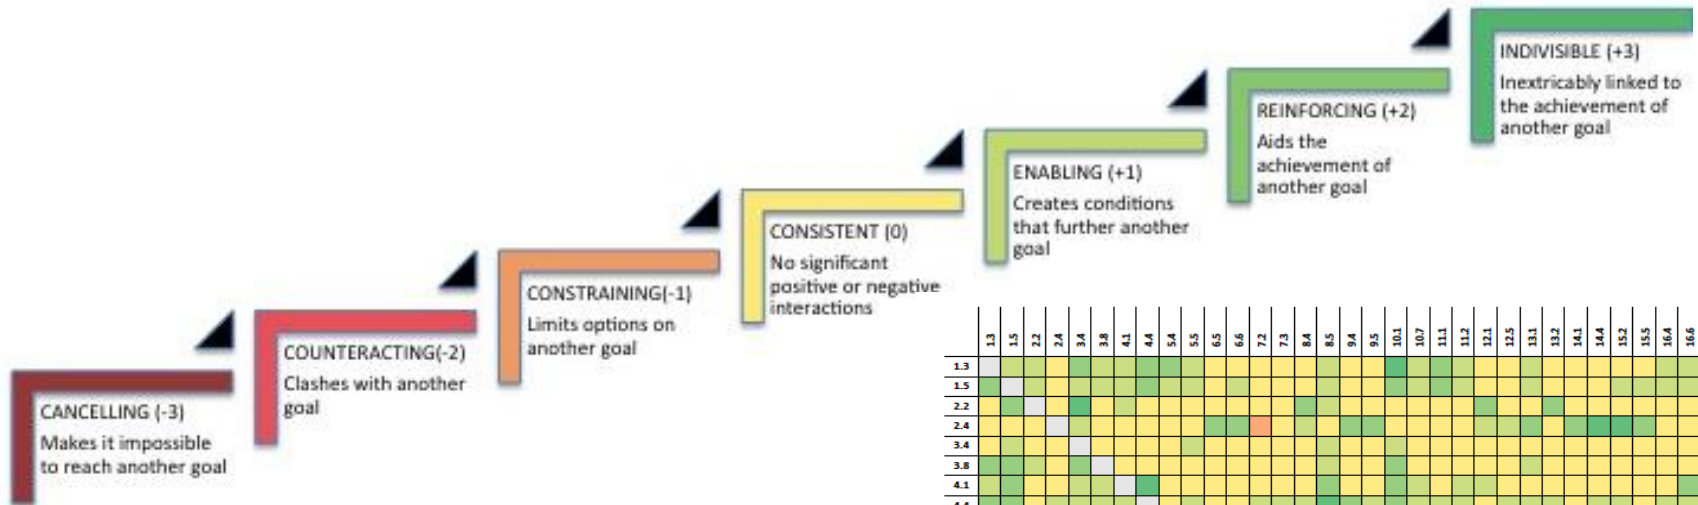 INDIVISIBLE (+3)
Inextricably linked to
the achievement of
another goal
REINFORCING (+2)
Aids the
achievement of
another goal
ENABLING (+1)
Creates conditions
that further another
goal
CONSISTENT (0)
No significant
positive or negative
interactions
CONSTRAINING(-1)
Limits options on
another goal
COUNTERACTING(-2)
Clashes with another
goal
CANCELLING (-3)
Makes it impossible
to reach another goal
1.3 1.5 2.2 2.4 3.4 3.8 4.1 4.4 5.4 5.5 6.5 6.6 7.2 7.3 8.4 8.5 9.4 9.5 10.1 10.7 11.1 11.2 12.1 12.5 13.1 13.2 14.1 14.4 15.2 15.5 16.4 16.6
1.3
1.5
2.2
2.4
3.4
3.8
4.1